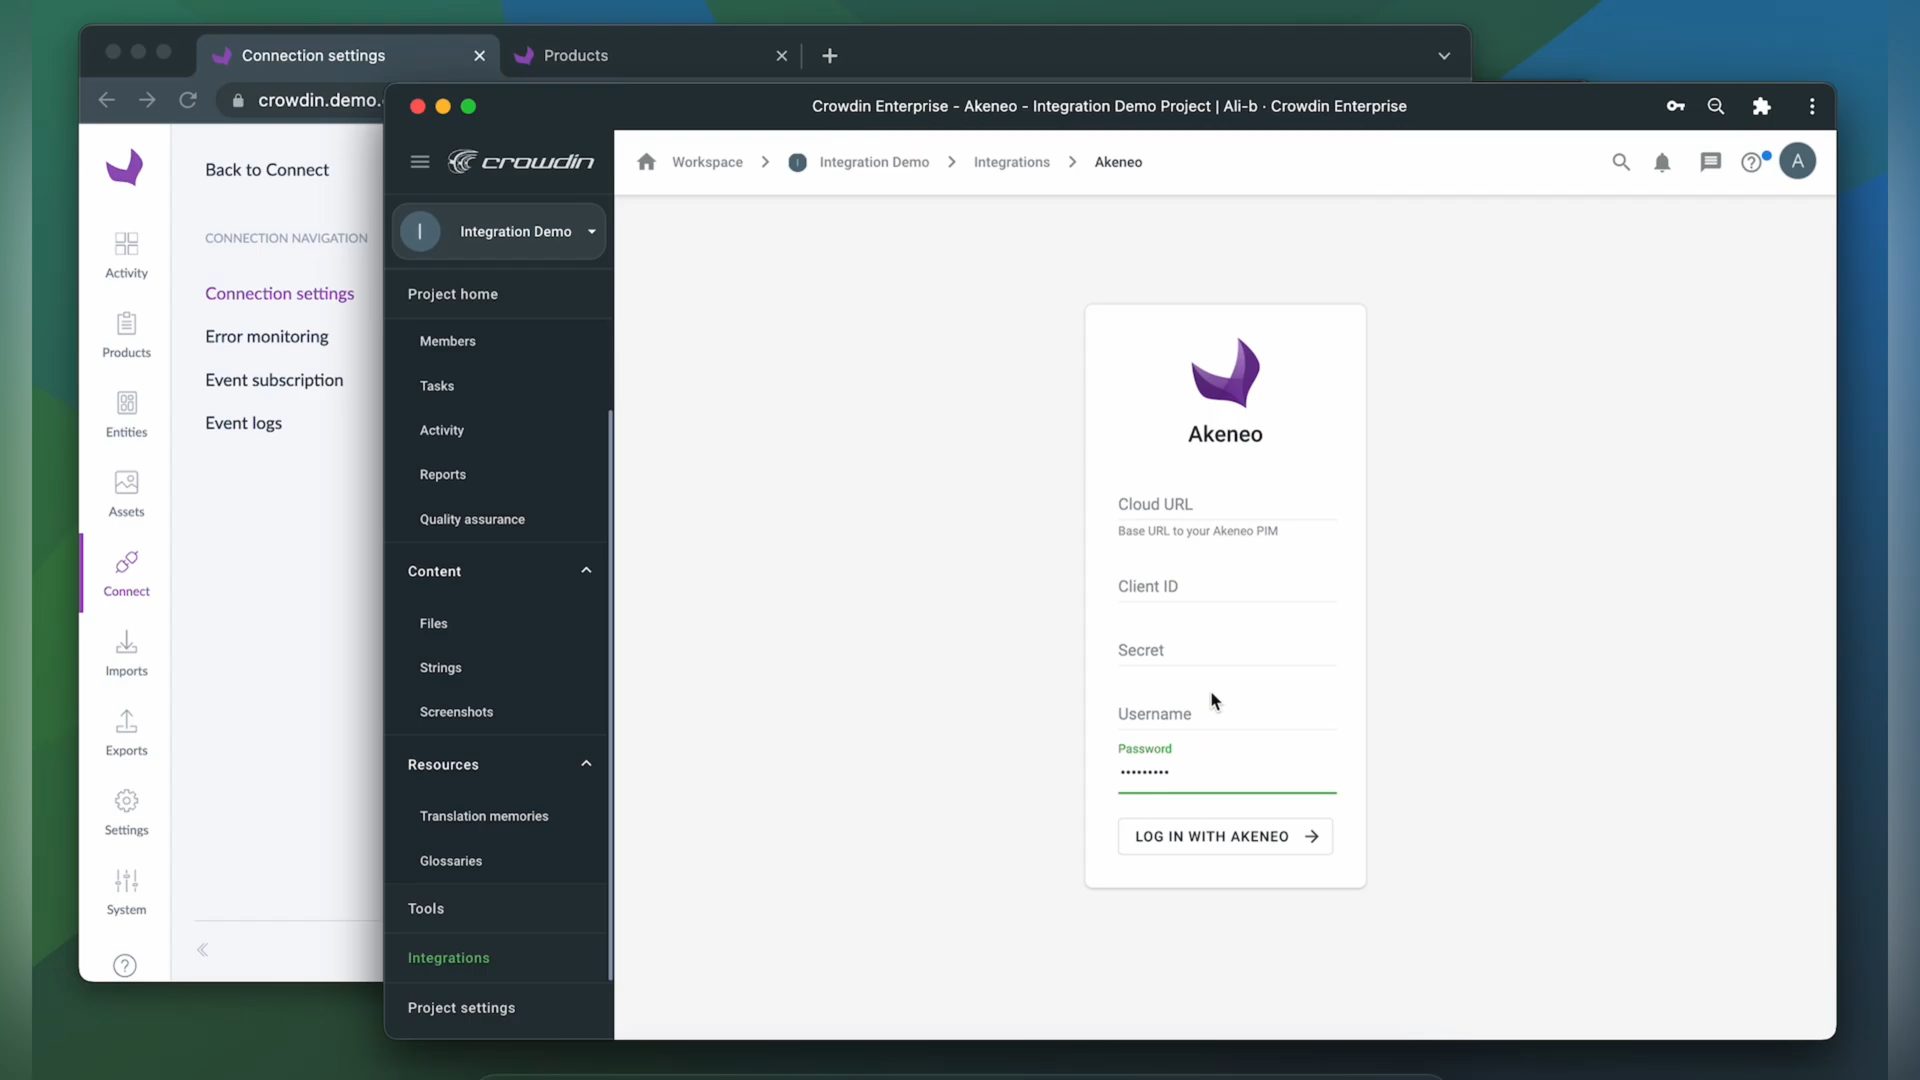 Connection settings
Products
crowdin.demo.
Back to Connect
CONNECTION NAVIGATION
Connection settings
Error monitoring
Event subscription
Event logs
Activity
Products
Entities
Assets
Connect
Imports
Exports
Settings
System
Crowdin Enterprise - Akeneo - Integration Demo Project | Ali-b · Crowdin Enterprise
crowdin
Workspace
I
Integration Demo
Integrations
Akeneo
A
I
Integration Demo
Project home
Members
Tasks
Activity
Reports
Quality assurance
Content
Files
Strings
Screenshots
Resources
Translation memories
Glossaries
Tools
Integrations
Project settings
Akeneo
Cloud URL
Base URL to your Akeneo PIM
Client ID
Secret
Username
Password
•••••••••
LOG IN WITH AKENEO